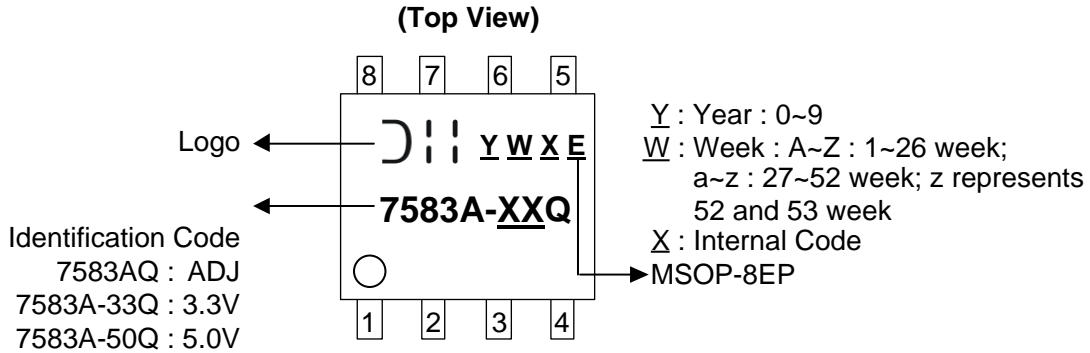 (Top View)
8 7 6 5
Logo
Y W X E
7583A-XXQ
Identification Code
7583AQ : ADJ
7583A-33Q : 3.3V
7583A-50Q : 5.0V
1 2 3 4
Y : Year : 0~9
W : Week : A~Z : 1~26 week;
a~z : 27~52 week; z represents
52 and 53 week
X : Internal Code
MSOP-8EP